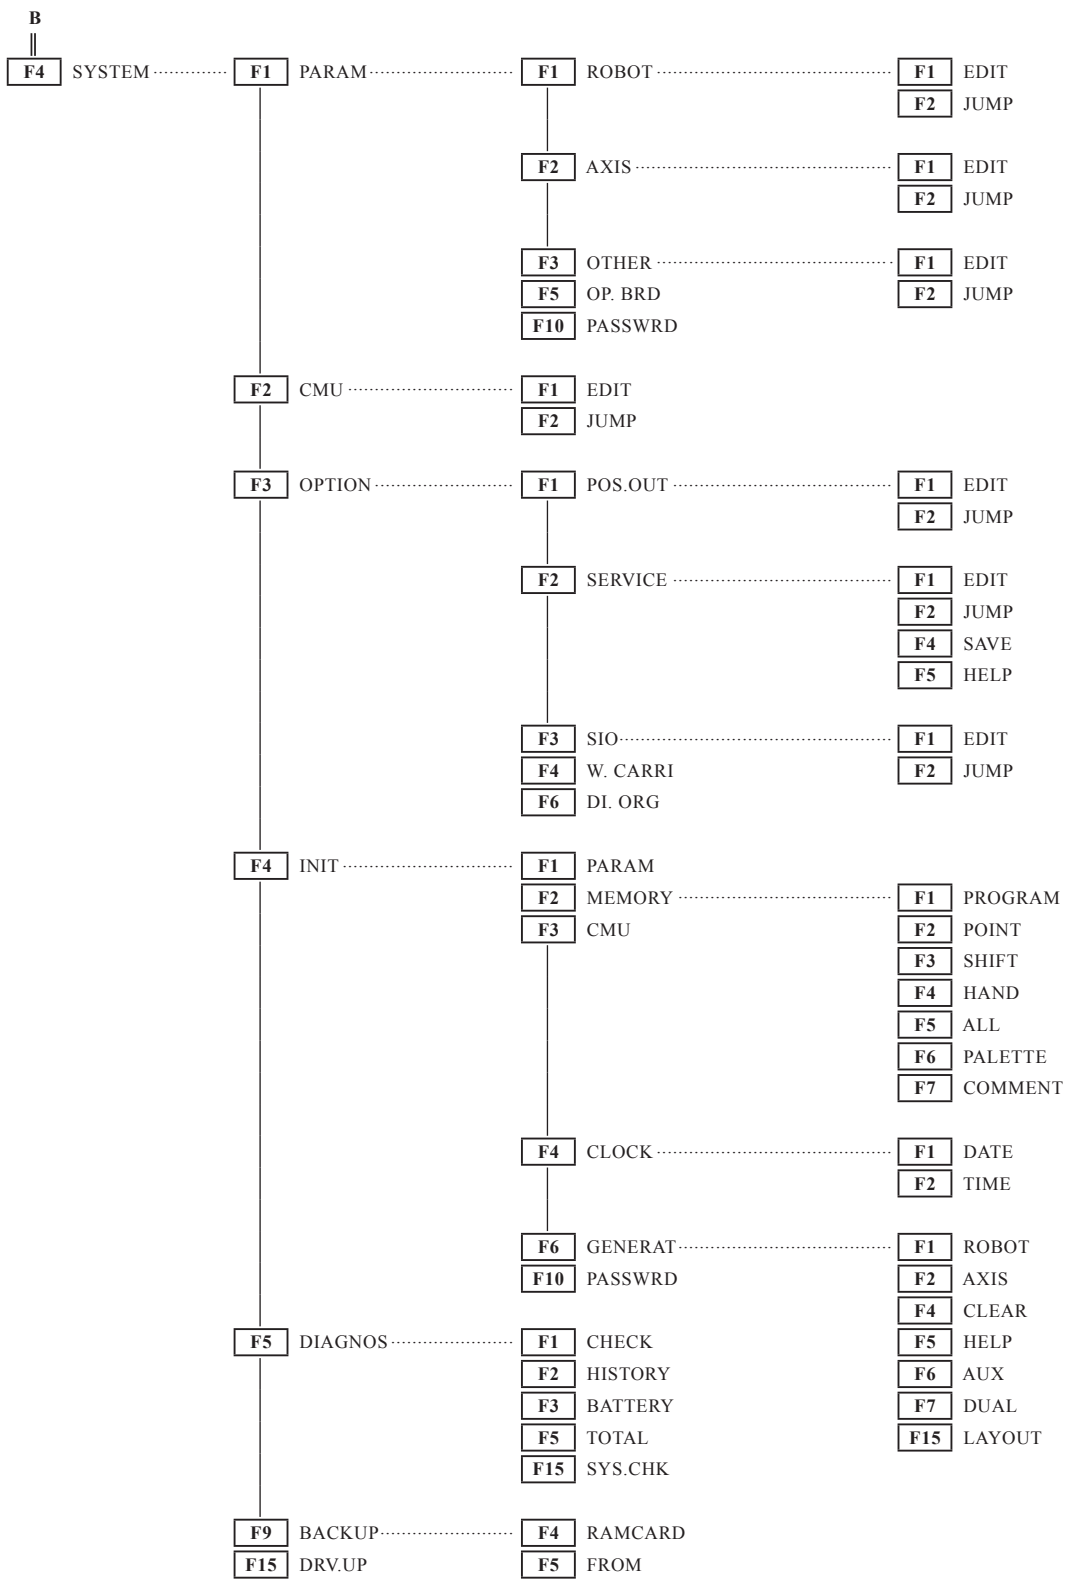 B
F4 SYSTEM F1 PARAM F1 ROBOT F1 EDIT
F2 JUMP
F2 AXIS F1 EDIT
F2 JUMP
F3 OTHER F1 EDIT
F5 OP. BRD F2 JUMP
F10 PASSWRD
F2 CMU F1 EDIT
F2 JUMP
F3 OPTION F1 POS.OUT F1 EDIT
F2 JUMP
F2 SERVICE F1 EDIT
F2 JUMP
F4 SAVE
F5 HELP
F3 SIO F1 EDIT
F4 W. CARRI F2 JUMP
F6 DI. ORG
F4 INIT F1 PARAM
F2 MEMORY F1 PROGRAM
F3 CMU F2 POINT
F3 SHIFT
F4 HAND
F5 ALL
F6 PALETTE
F7 COMMENT
F4 CLOCK F1 DATE
F2 TIME
F6 GENERAT F1 ROBOT
F10 PASSWRD F2 AXIS
F4 CLEAR
F5 DIAGNOS F1 CHECK F5 HELP
F2 HISTORY F6 AUX
F3 BATTERY F7 DUAL
F5 TOTAL F15 LAYOUT
F15 SYS.CHK
F9 BACKUP F4 RAMCARD
F15 DRV.UP F5 FROM